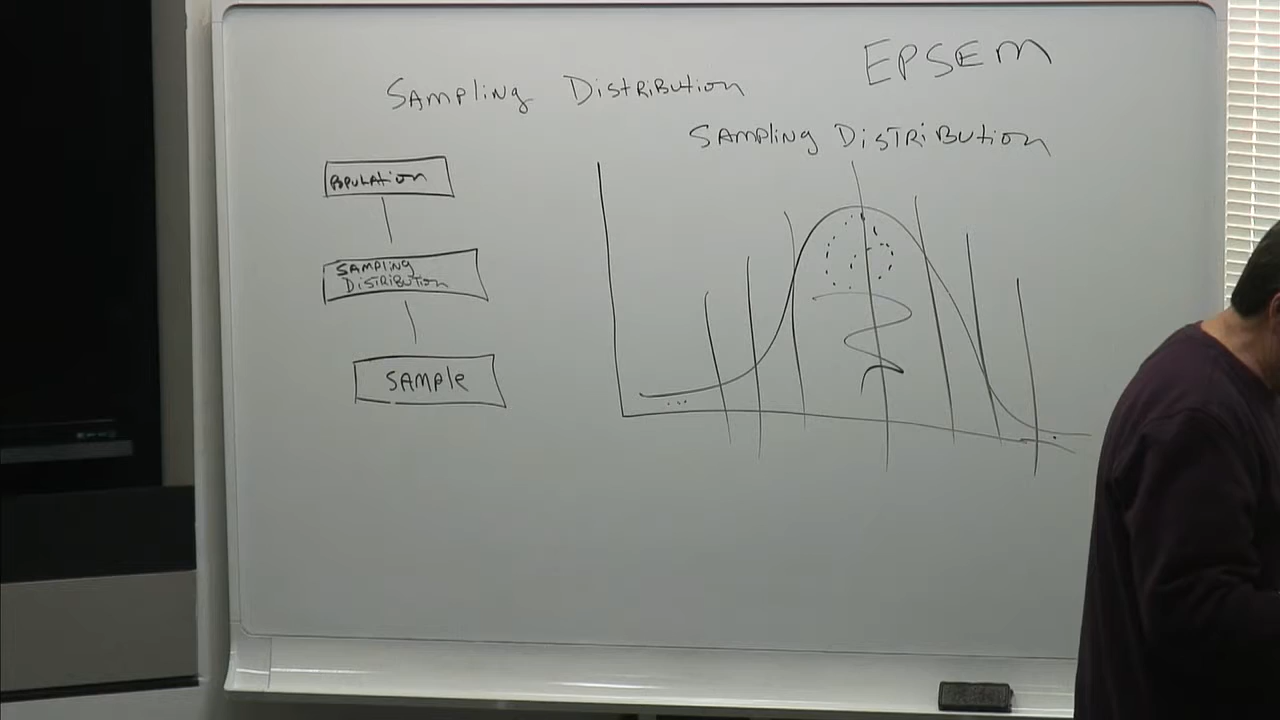 EPSEM
Sampling Distribution
Sampling Distribution
Population
Sampling
Distribution
Sample